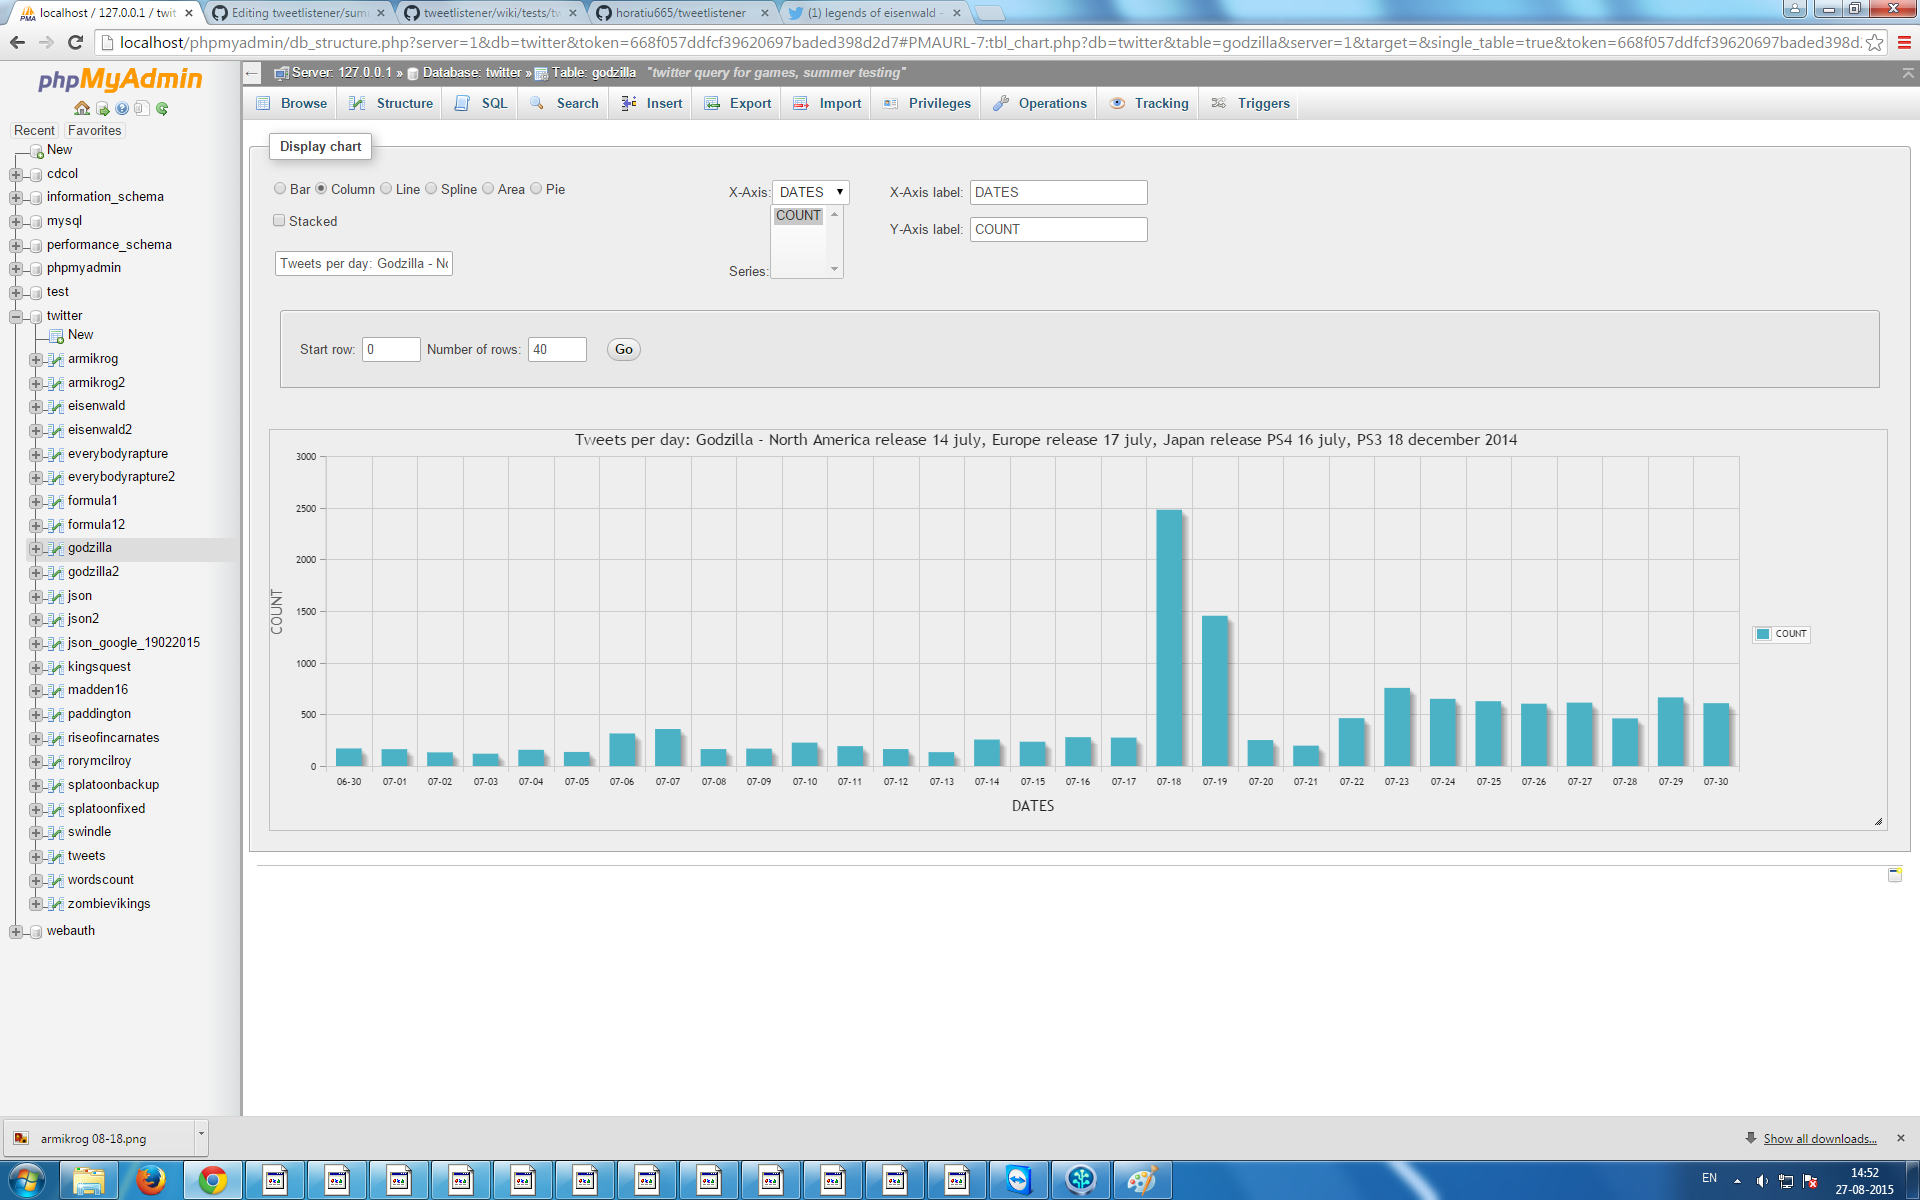 localhost / 127.0.0.1 / twit
Editing tweetlistener/sum
tweetlistener/wiki/tests/tw
horatiu665/tweetlistener
(1) legends of eisenwald -
localhost/phpmyadmin/db_structure.php?server=1&db=twitter&token=668f057ddfcf39620697baded398d2d7#PMAURL-7:tbl_chart.php?db=twitter&table=godzilla&server=1&target=&single_table=true&token=668f057ddfcf39620697baded398d
phpMyAdmin
Recent Favorites
New
cdcol
information_schema
mysql
performance_schema
phpmyadmin
test
twitter
New
armikrog
armikrog2
eisenwald
eisenwald2
everybodyrapture
everybodyrapture2
formula1
formula12
godzilla
godzilla2
json
json2
json_google_19022015
kingsquest
madden16
paddington
riseofincarnates
rorymcilroy
splatoonbackup
splatoonfixed
swindle
tweets
wordscount
zombievikings
webauth
Server: 127.0.0.1 » Database: twitter » Table: godzilla "twitter query for games, summer testing"
Browse Structure SQL Search Insert Export Import Privileges Operations Tracking Triggers
Display chart
Bar Column Line Spline Area Pie
Stacked
Tweets per day: Godzilla - No
X-Axis: DATES
COUNT
Series:
X-Axis label: DATES
Y-Axis label: COUNT
Start row: 0 Number of rows: 40 Go
Tweets per day: Godzilla - North America release 14 july, Europe release 17 july, Japan release PS4 16 july, PS3 18 december 2014
3000
2500
2000
1500
1000
500
0
COUNT
06-30 07-01 07-02 07-03 07-04 07-05 07-06 07-07 07-08 07-09 07-10 07-11 07-12 07-13 07-14 07-15 07-16 07-17 07-18 07-19 07-20 07-21 07-22 07-23 07-24 07-25 07-26 07-27 07-28 07-29 07-30
DATES
COUNT
armikrog 08-18.png
Show all downloads...
EN
14:52
27-08-2015